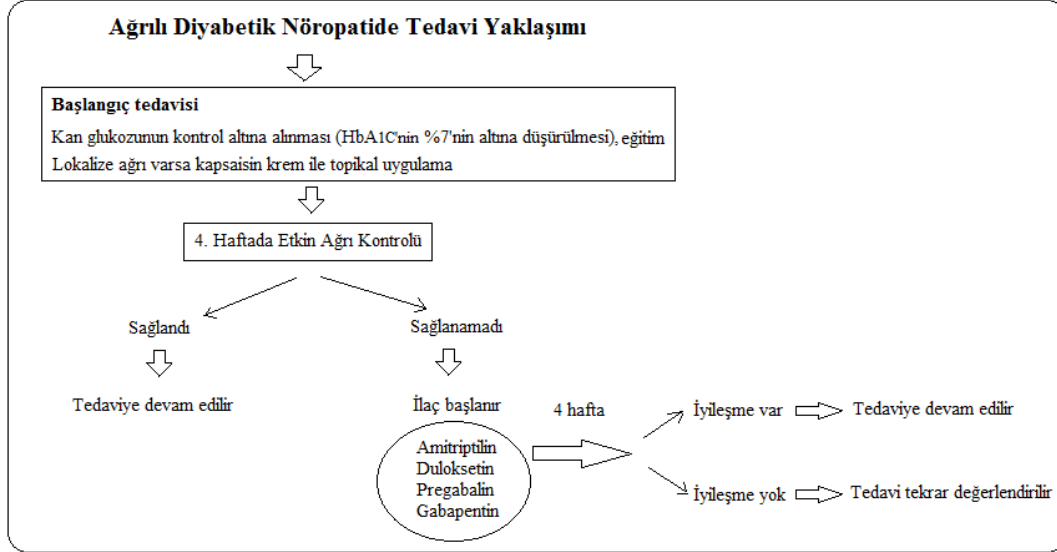 Ağrılı Diyabetik Nöropatide Tedavi Yaklaşımı
Başlangıç tedavisi
Kan glukozunun kontrol altına alınması (HbA1C'nin %7'nin altına düşürülmesi), eğitim
Lokalize ağrı varsa kapsaisin krem ile topikal uygulama
4. Haftada Etkin Ağrı Kontrolü
Sağlandı
Sağlanamadı
Tedaviye devam edilir
İlaç başlanır
Amitriptilin
Duloksetin
Pregabalin
Gabapentin
4 hafta
İyileşme var
Tedaviye devam edilir
İyileşme yok
Tedavi tekrar değerlendirilir